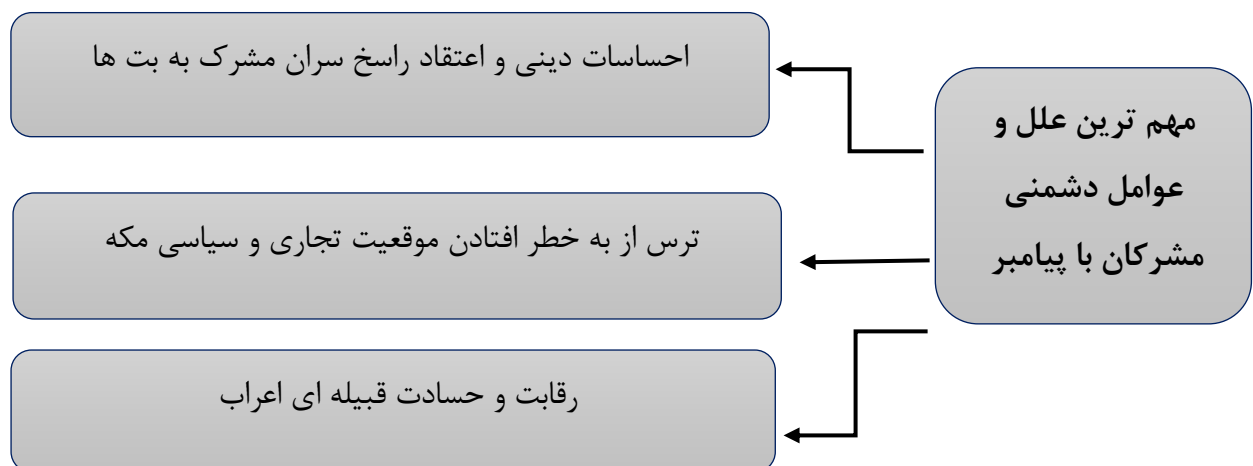 مهم ترین علل و
عوامل دشمنی
مشرکان با پیامبر
احساسات دینی و اعتقاد راسخ سران مشرک به بت ها
ترس از به خطر افتادن موقعیت تجاری و سیاسی مکه
رقابت و حسادت قبیله ای اعراب